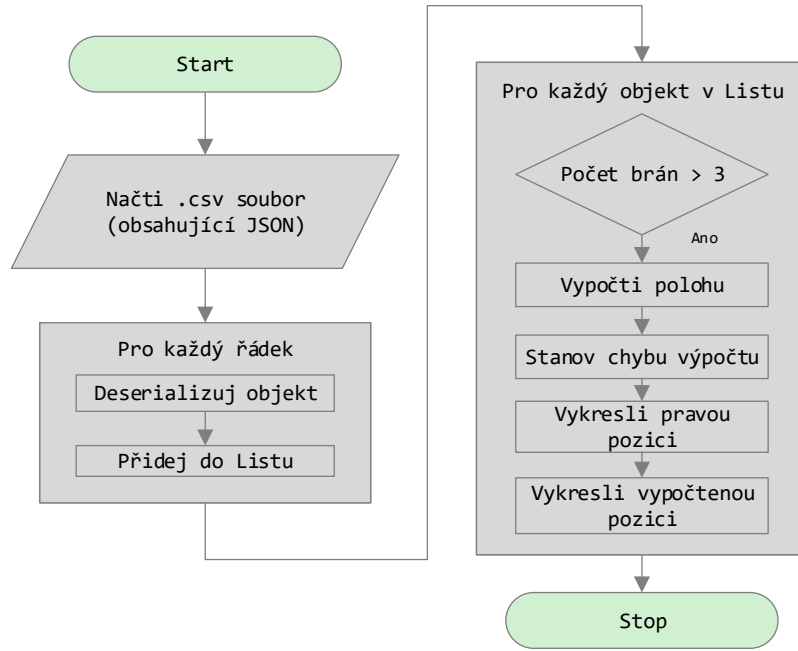 Start
Načti .csv soubor
(obsahující JSON)
Pro každý řádek
Deserializuj objekt
Přidej do Listu
Pro každý objekt v Listu
Počet brán > 3
Ano
Vypočti polohu
Stanov chybu výpočtu
Vykresli pravou
pozici
Vykresli vypočtenou
pozici
Stop